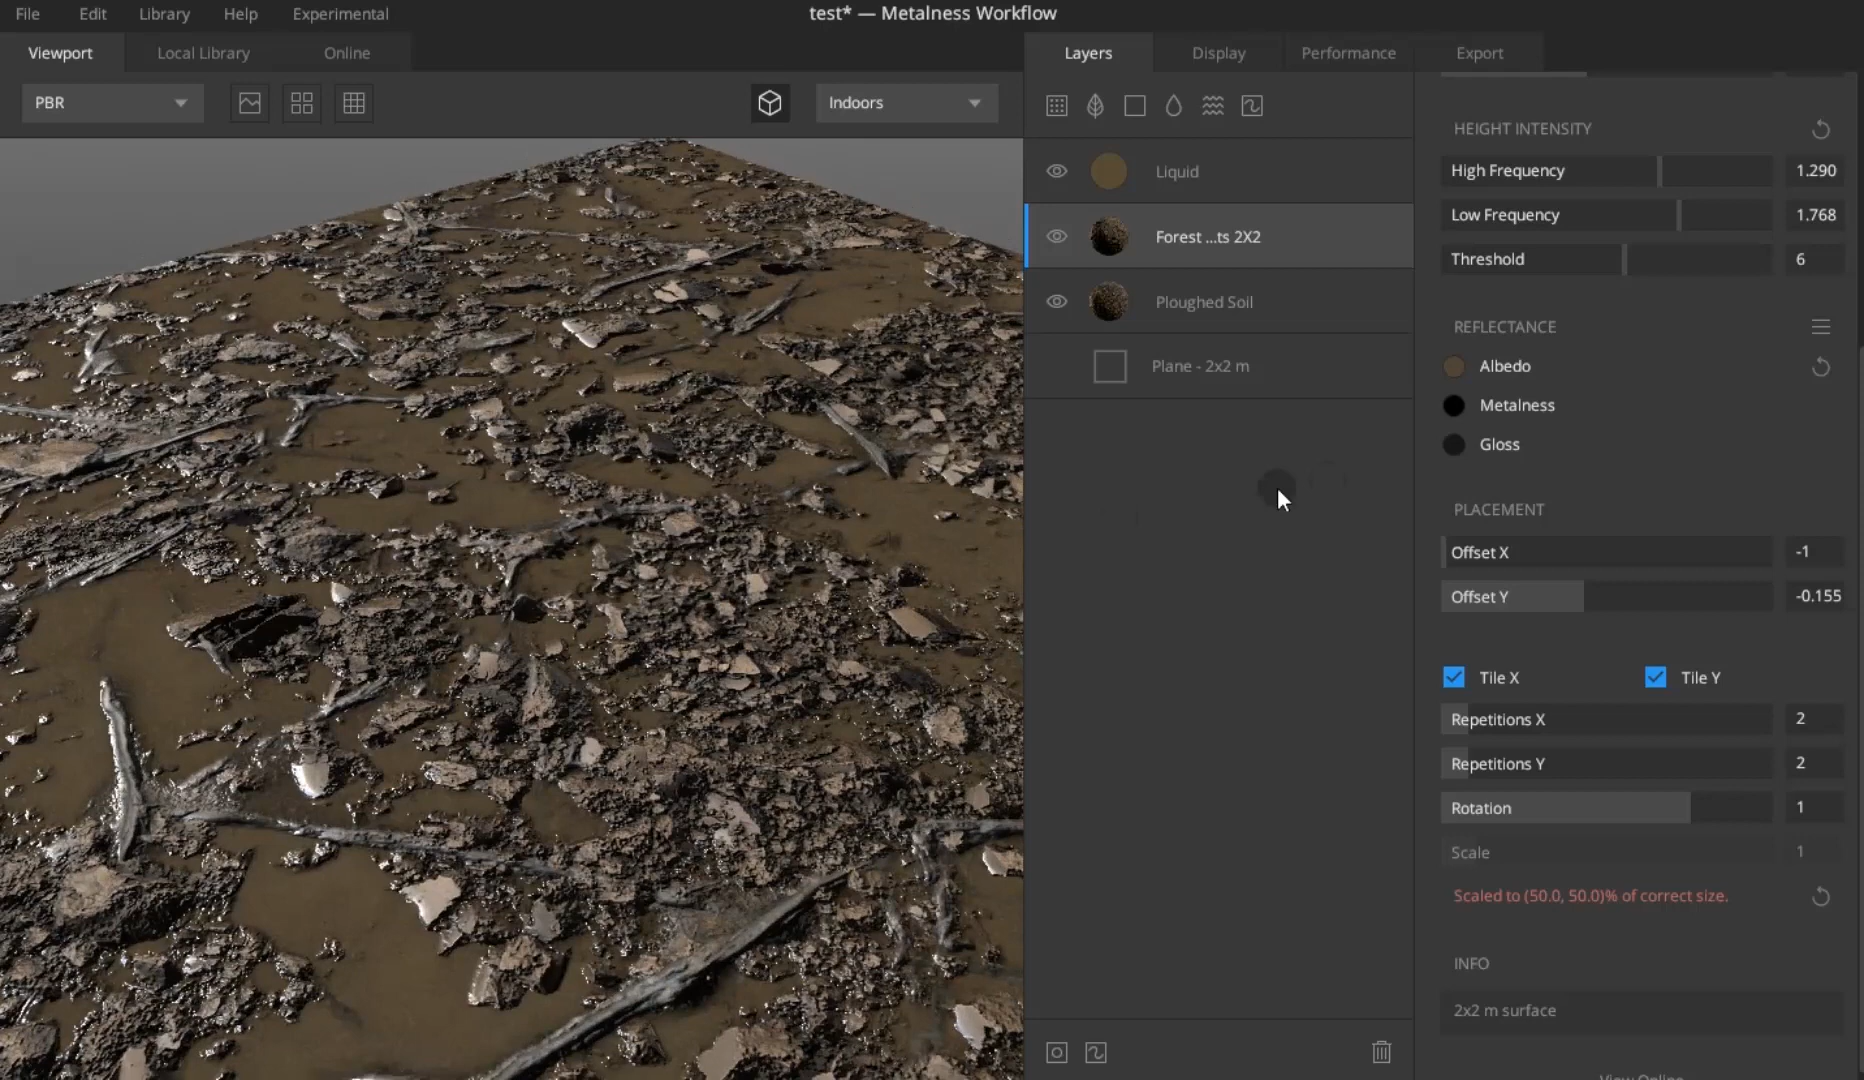 File Edit Library Help Experimental
test* — Metalness Workflow
Viewport Local Library Online
Layers Display Performance Export
PBR
Indoors
HEIGHT INTENSITY
High Frequency 1.290
Low Frequency 1.768
Threshold 6
Liquid
Forest ...ts 2X2
Ploughed Soil
Plane - 2x2 m
REFLECTANCE
Albedo
Metalness
Gloss
PLACEMENT
Offset X -1
Offset Y -0.155
Tile X Tile Y
Repetitions X 2
Repetitions Y 2
Rotation 1
Scale 1
Scaled to (50.0, 50.0)% of correct size.
INFO
2x2 m surface
View Online